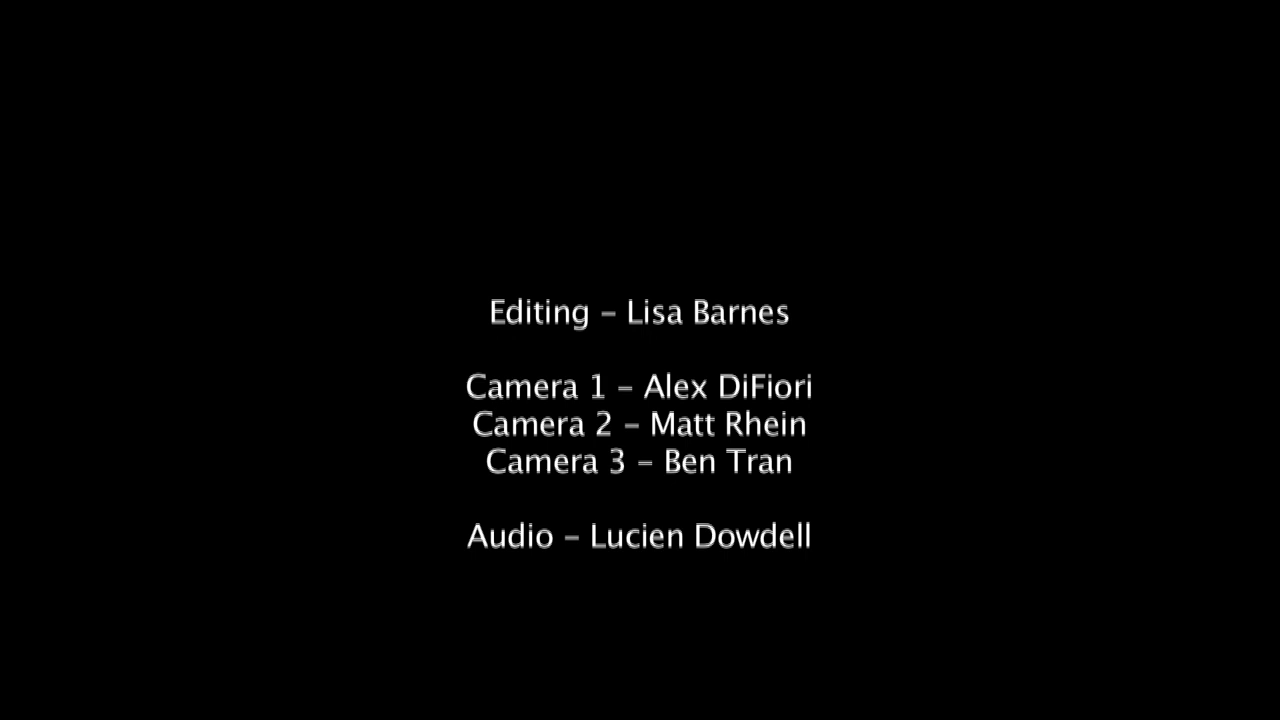 Editing – Lisa Barnes
Camera 1 – Alex DiFiori
Camera 2 – Matt Rhein
Camera 3 – Ben Tran
Audio – Lucien Dowdell